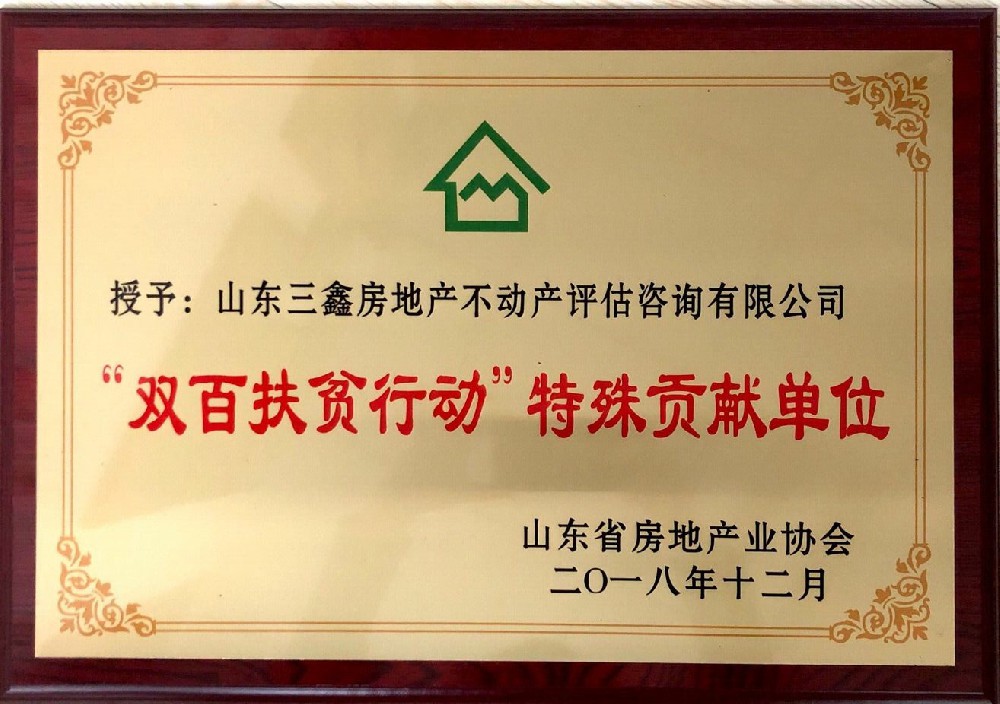 授予：山东三鑫房地产不动产评估咨询有限公司
“双百扶贫行动”特殊贡献单位
山东省房地产业协会
二〇一八年十二月